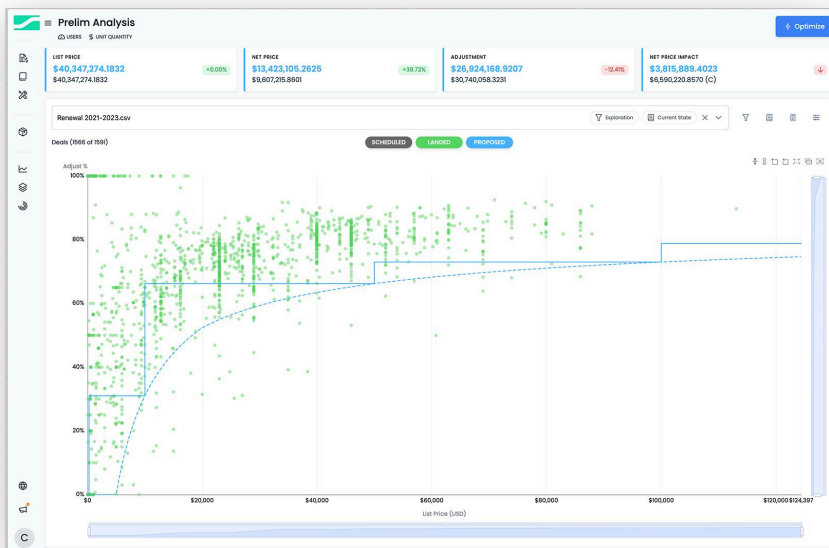 Prelim Analysis
USERS $ UNIT QUANTITY
Optimize
LIST PRICE
$40,347,274.1832
+0.00%
$40,347,274.1832
NET PRICE
$13,423,105.2625
+39.72%
$9,607,215.8601
ADJUSTMENT
$26,924,168.9207
-12.41%
$30,740,058.3231
NET PRICE IMPACT
$3,815,889.4023
$6,590,220.8570 (C)
Renewal 2021-2023.csv
Exploration
Current State
Deals (1566 of 1591)
SCHEDULED
LANDED
PROPOSED
Adjust %
100%
80%
60%
40%
20%
0%
$0
$20,000
$40,000
$60,000
$80,000
$100,000
$120,000
$124,397
List Price (USD)
C